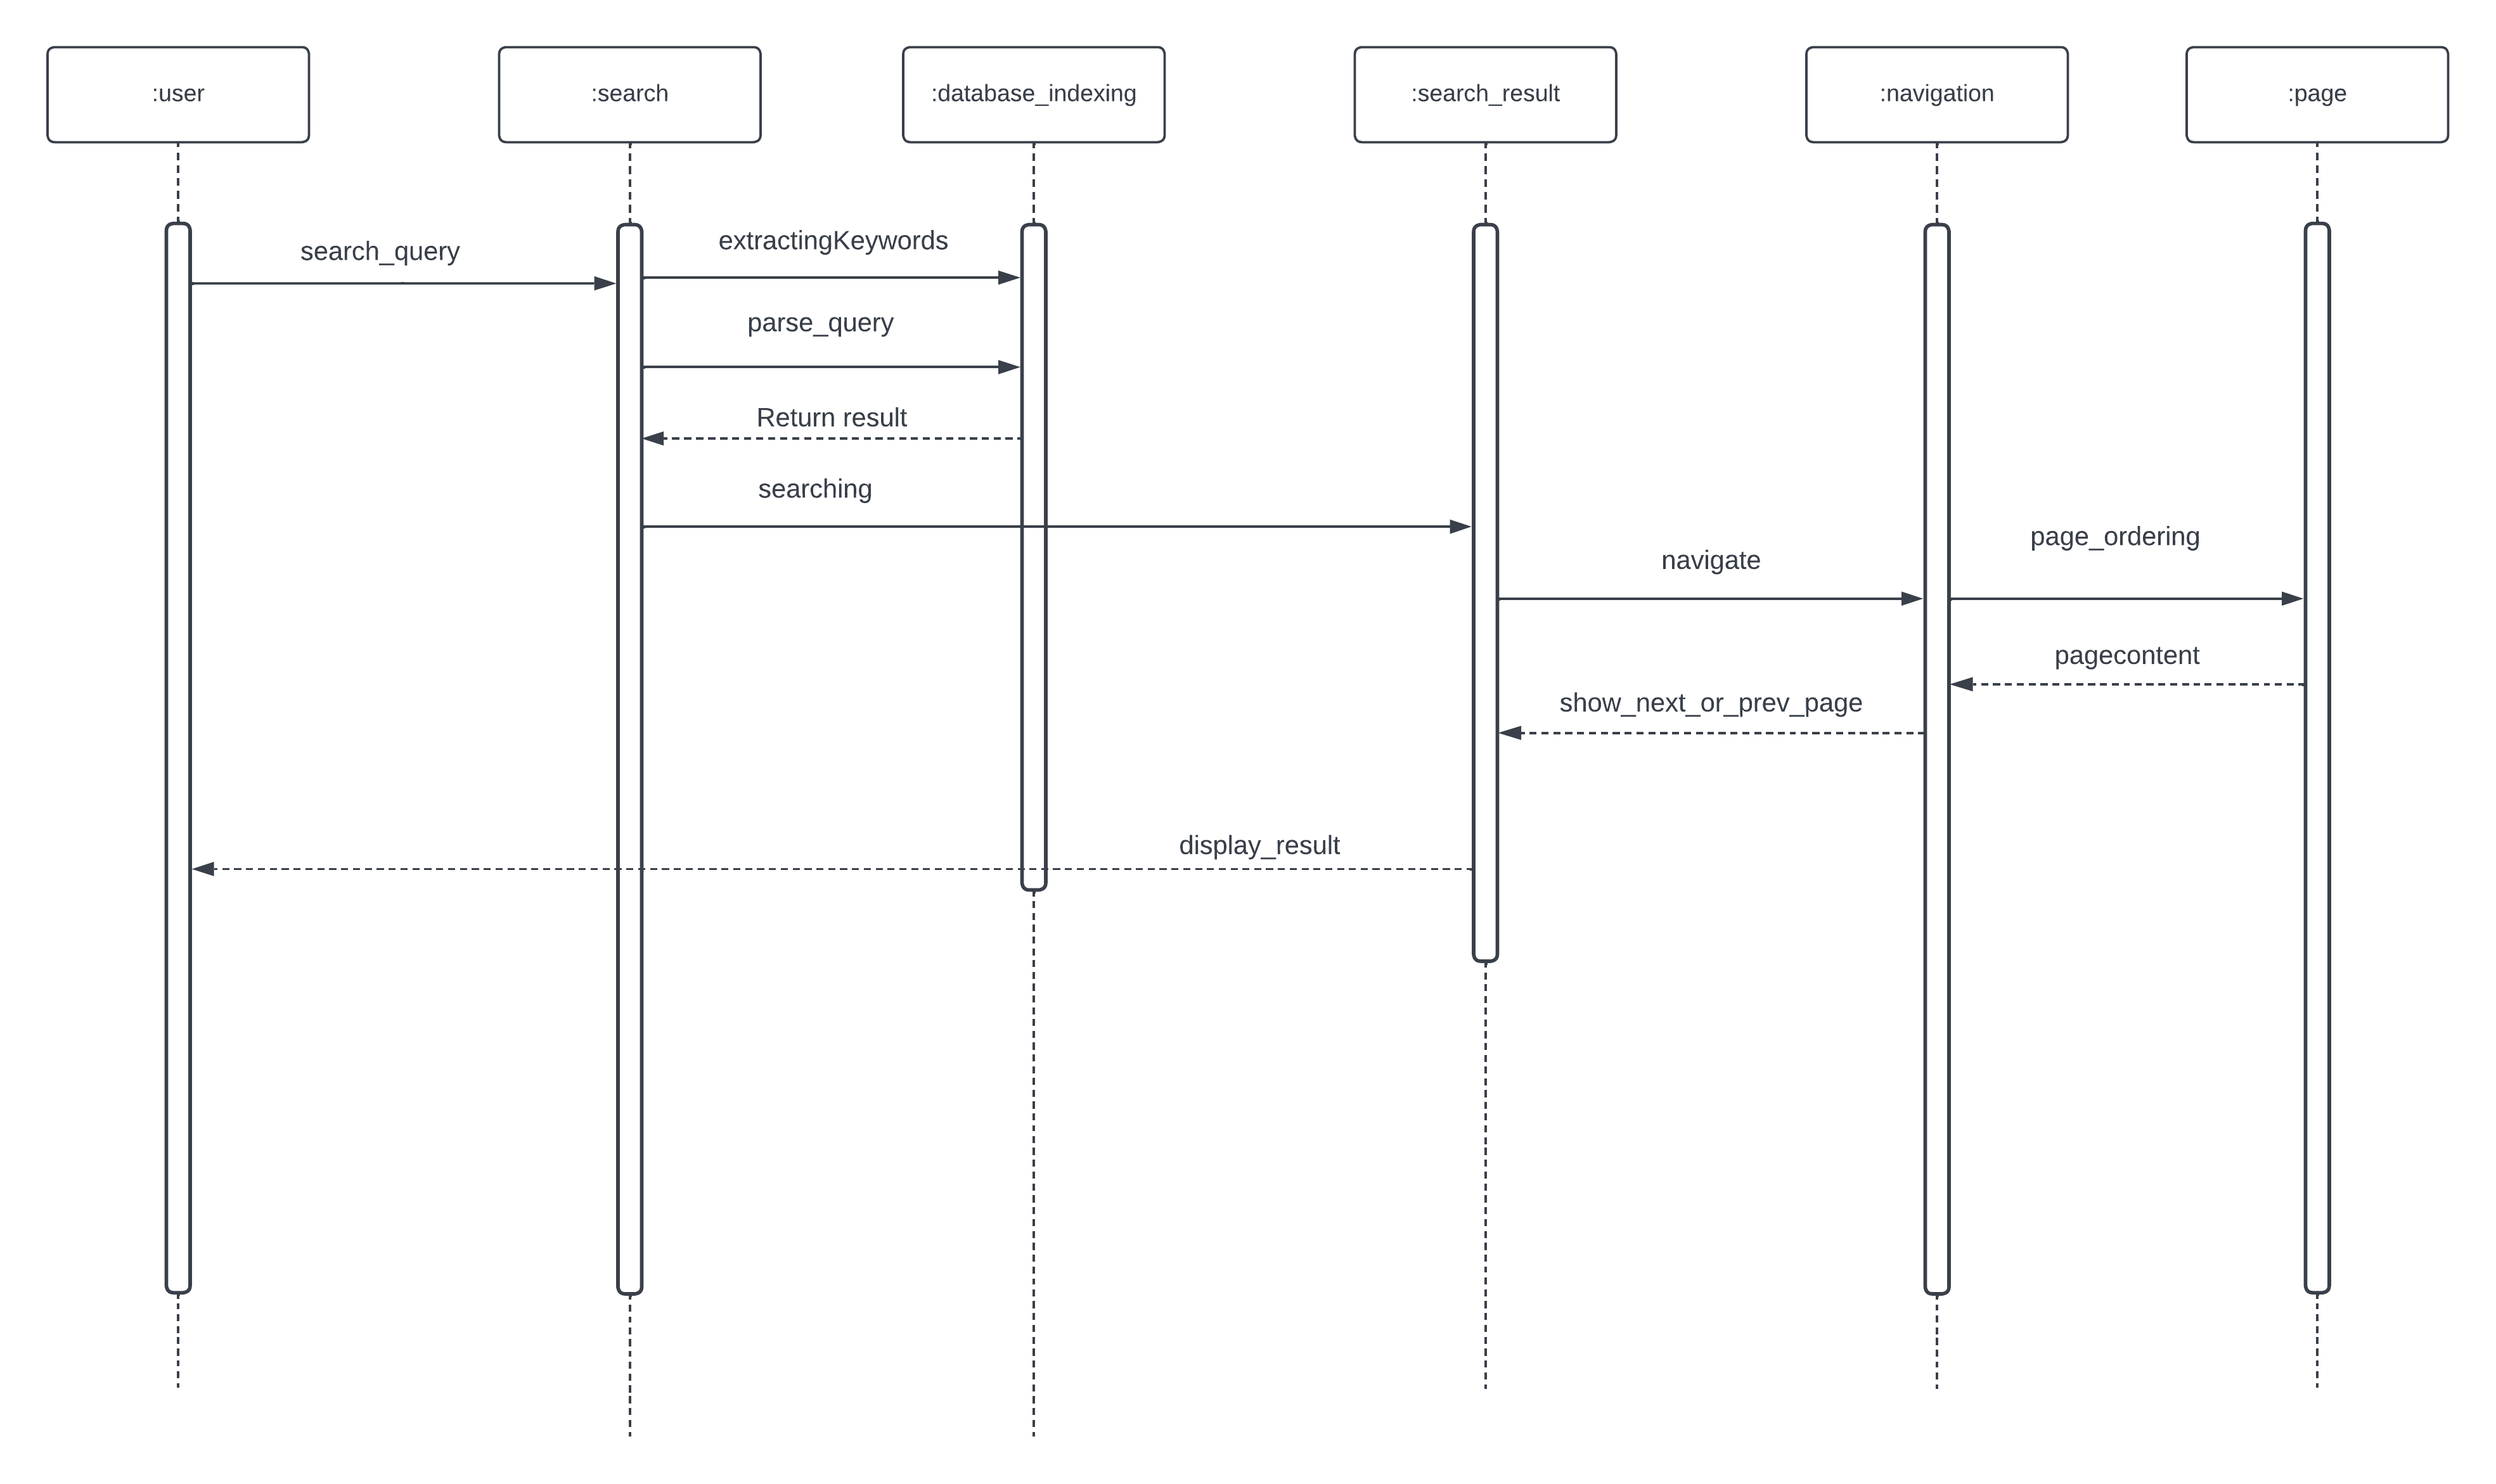 :user
:search
:database_indexing
:search_result
:navigation
:page
search_query
extractingKeywords
parse_query
Return result
searching
navigate
page_ordering
pagecontent
show_next_or_prev_page
display_result